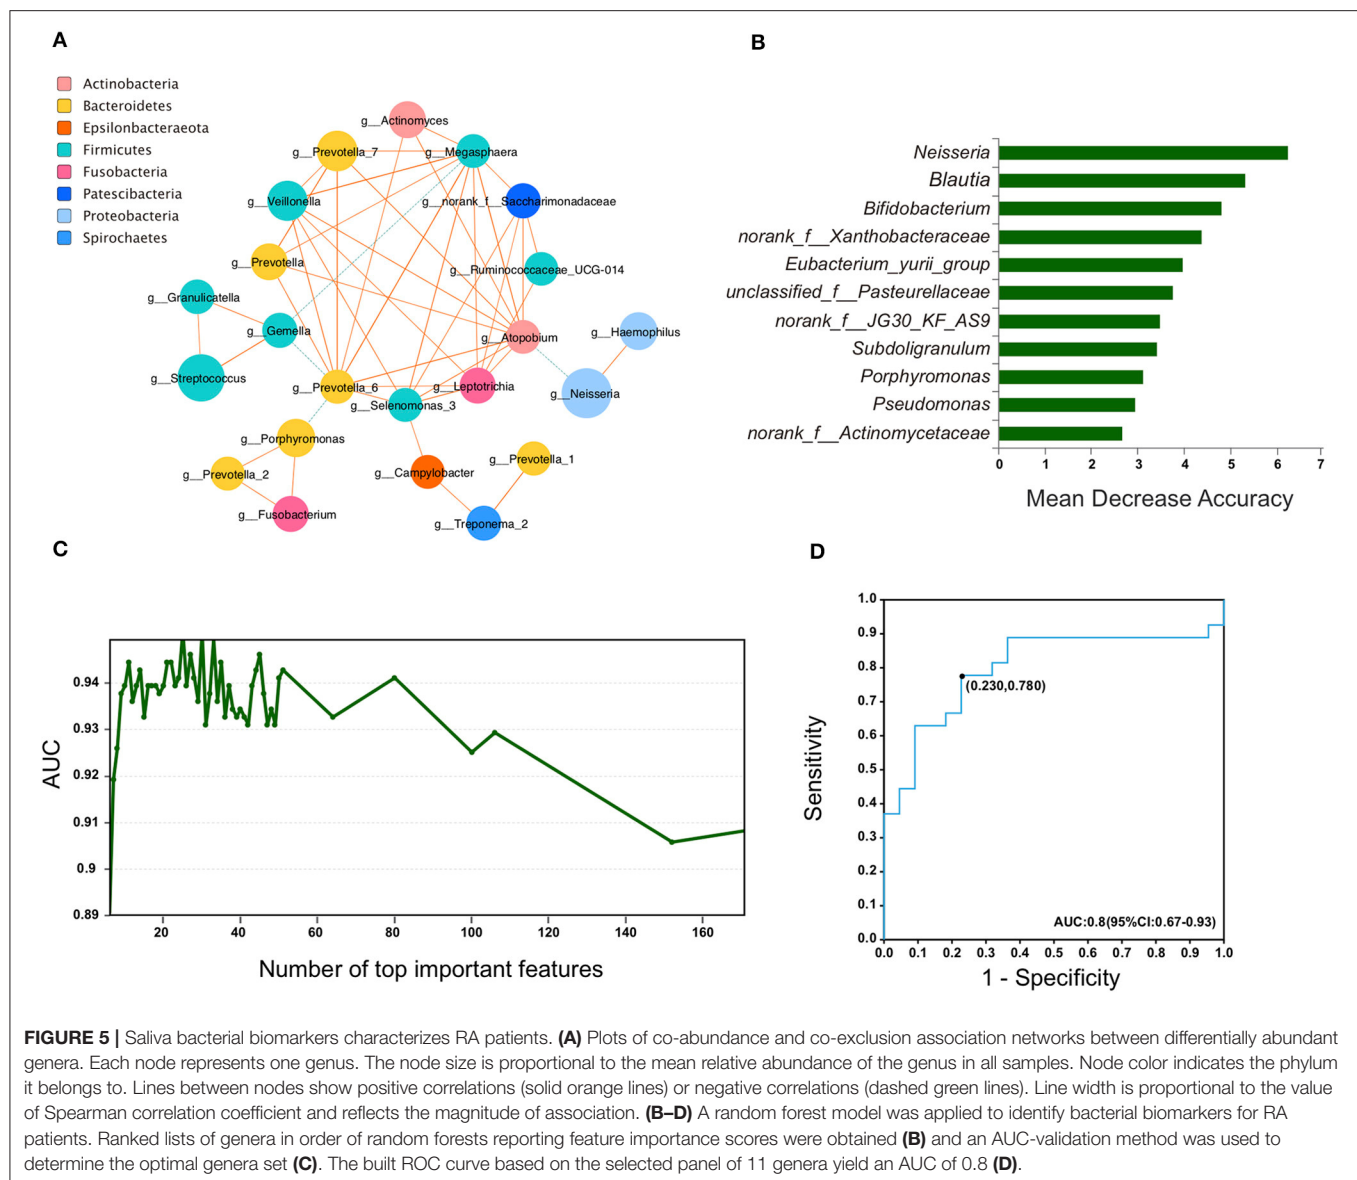 A
Actinobacteria
Bacteroidetes
Epsilonbacteraeota
Firmicutes
Fusobacteria
Patescibacteria
Proteobacteria
Spirochaetes
g__Actinomyces
g__Prevotella_7
g__Megasphaera
g__Veillonella
g__norank_f__Saccharimonadaceae
g__Prevotella
g__Ruminococcaceae_UCG-014
g__Granulicatella
g__Gemella
g__Atopobium
g__Haemophilus
g__Streptococcus
g__Prevotella_6
g__Leptotrichia
g__Selenomonas_3
g__Neisseria
g__Porphyromonas
g__Prevotella_2
g__Campylobacter
g__Prevotella_1
g__Fusobacterium
g__Treponema_2
B
Neisseria
Blautia
Bifidobacterium
norank_f__Xanthobacteraceae
Eubacterium_yurii_group
unclassified_f__Pasteurellaceae
norank_f__JG30_KF_AS9
Subdoligranulum
Porphyromonas
Pseudomonas
norank_f__Actinomycetaceae
0 1 2 3 4 5 6 7
Mean Decrease Accuracy
C
AUC
0.94
0.93
0.92
0.91
0.9
0.89
20 40 60 80 100 120 140 160
Number of top important features
D
Sensitivity
1.0
0.9
0.8
0.7
0.6
0.5
0.4
0.3
0.2
0.1
0.0
(0.230,0.780)
AUC:0.8(95%CI:0.67-0.93)
0.0 0.1 0.2 0.3 0.4 0.5 0.6 0.7 0.8 0.9 1.0
1 - Specificity
FIGURE 5 | Saliva bacterial biomarkers characterizes RA patients. (A) Plots of co-abundance and co-exclusion association networks between differentially abundant
genera. Each node represents one genus. The node size is proportional to the mean relative abundance of the genus in all samples. Node color indicates the phylum
it belongs to. Lines between nodes show positive correlations (solid orange lines) or negative correlations (dashed green lines). Line width is proportional to the value
of Spearman correlation coefficient and reflects the magnitude of association. (B–D) A random forest model was applied to identify bacterial biomarkers for RA
patients. Ranked lists of genera in order of random forests reporting feature importance scores were obtained (B) and an AUC-validation method was used to
determine the optimal genera set (C). The built ROC curve based on the selected panel of 11 genera yield an AUC of 0.8 (D).